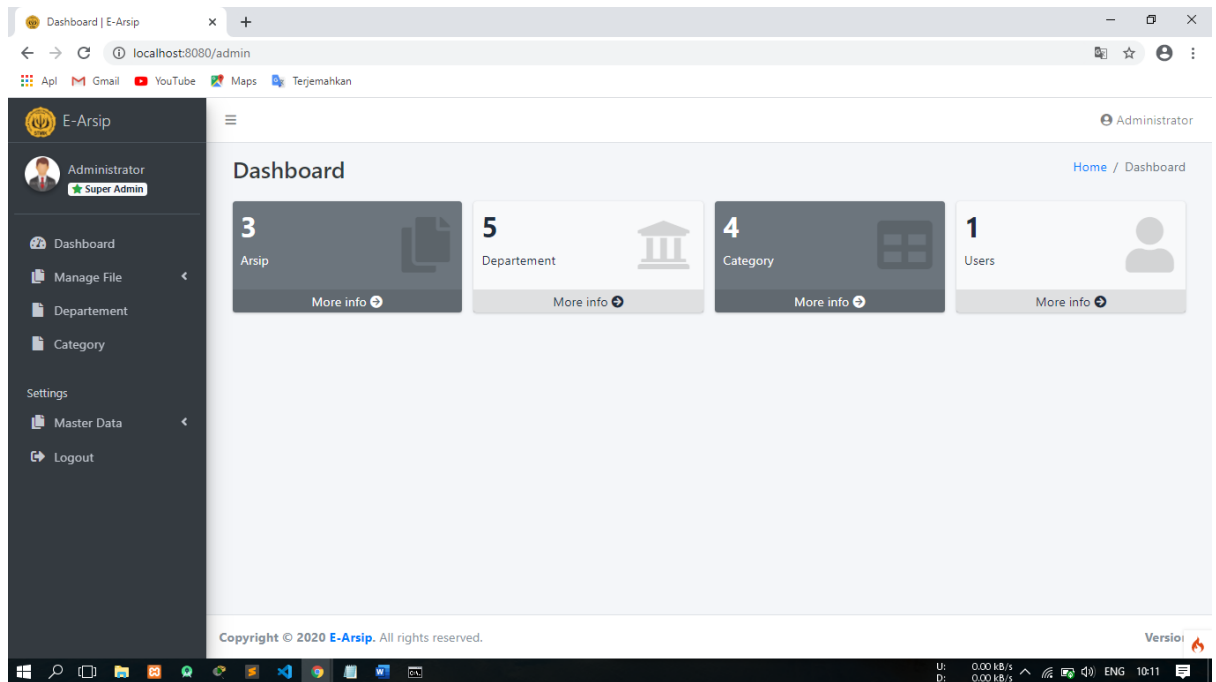 Dashboard | E-Arsip
localhost:8080/admin
Apl Gmail YouTube Maps Terjemahkan
E-Arsip
Administrator
Administrator
Super Admin
Dashboard
Manage File
Departement
Category
Settings
Master Data
Logout
Dashboard
Home / Dashboard
3
Arsip
More info
5
Departement
More info
4
Category
More info
1
Users
More info
Copyright © 2020 E-Arsip. All rights reserved.
U: 0.00 kB/s
D: 0.00 kB/s
ENG 10:11